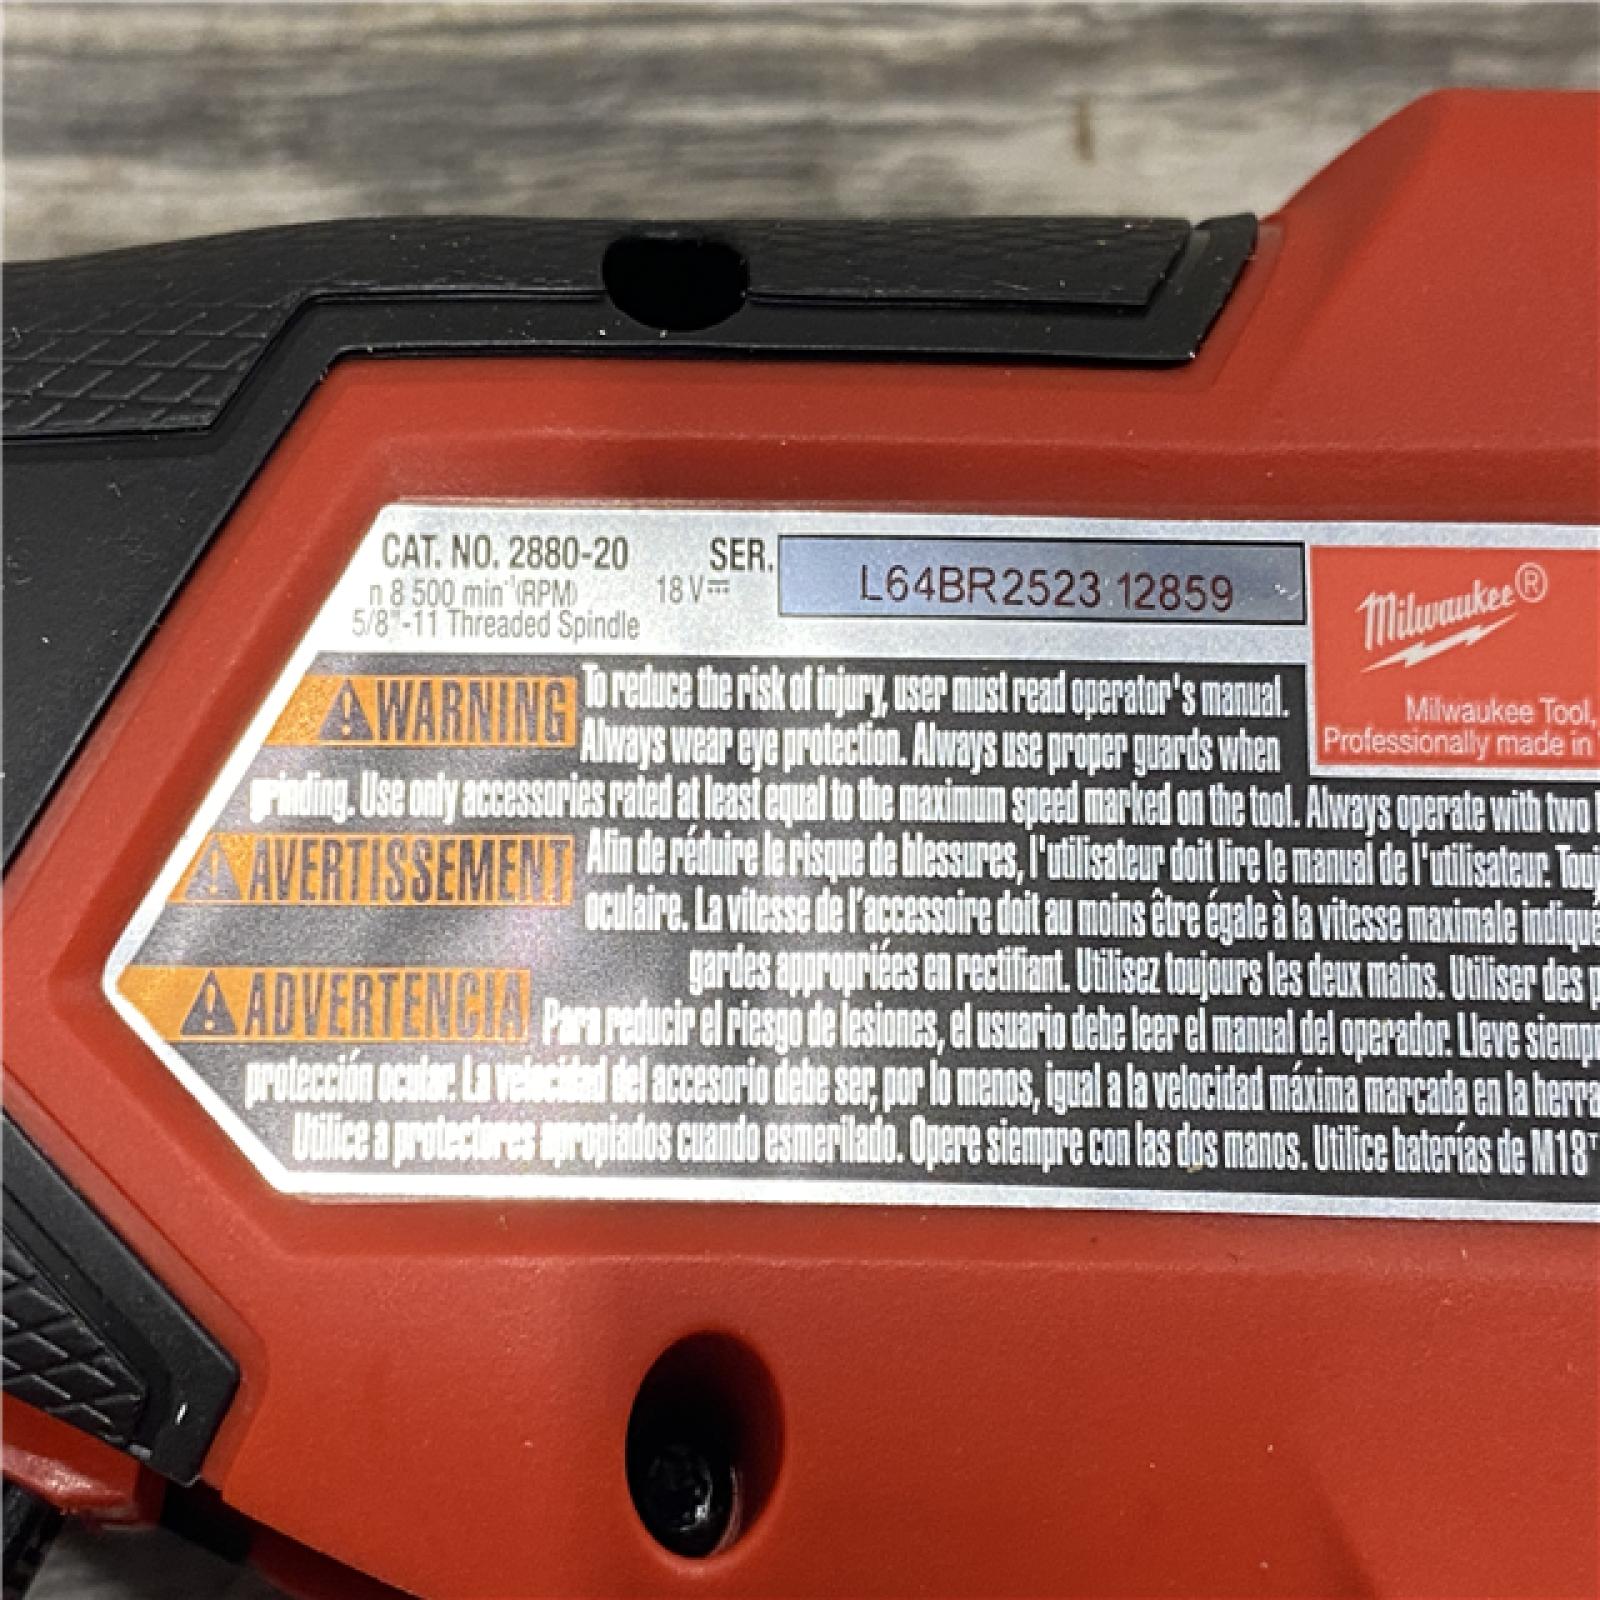 CAT. NO. 2880-20
n 8 500 min⁻¹ (RPM) 18 V⎓
5/8"-11 Threaded Spindle
SER. L64BR2523 12859
Milwaukee®
Milwaukee Tool,
Professionally made in
WARNING To reduce the risk of injury, user must read operator's manual.
Always wear eye protection. Always use proper guards when
grinding. Use only accessories rated at least equal to the maximum speed marked on the tool. Always operate with two
AVERTISSEMENT Afin de réduire le risque de blessures, l'utilisateur doit lire le manual de l'utilisateur.
oculaire. La vitesse de l'accessoire doit au moins être égale à la vitesse maximale
gardes appropriées en rectifiant. Utilisez toujours les deux mains. Utiliser des
ADVERTENCIA Para reducir el riesgo de lesiones, el usuario debe leer el manual del operador. Lleve
protección ocular. La velocidad del accesorio debe ser, por lo menos, igual a la velocidad máxima marcada en la
Utilice a protectores apropiados cuando esmerilado. Opere siempre con las dos manos. Utilice baterías de M18™